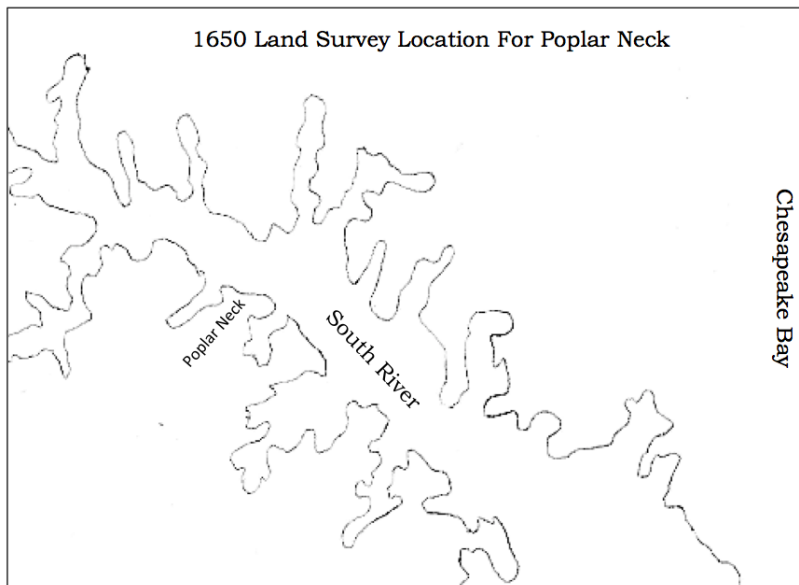 1650 Land Survey Location For Poplar Neck
Chesapeake Bay
South River
Poplar Neck